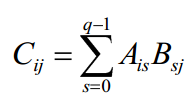 C_{ij} = \sum_{s=0}^{q-1} A_{is} B_{sj}